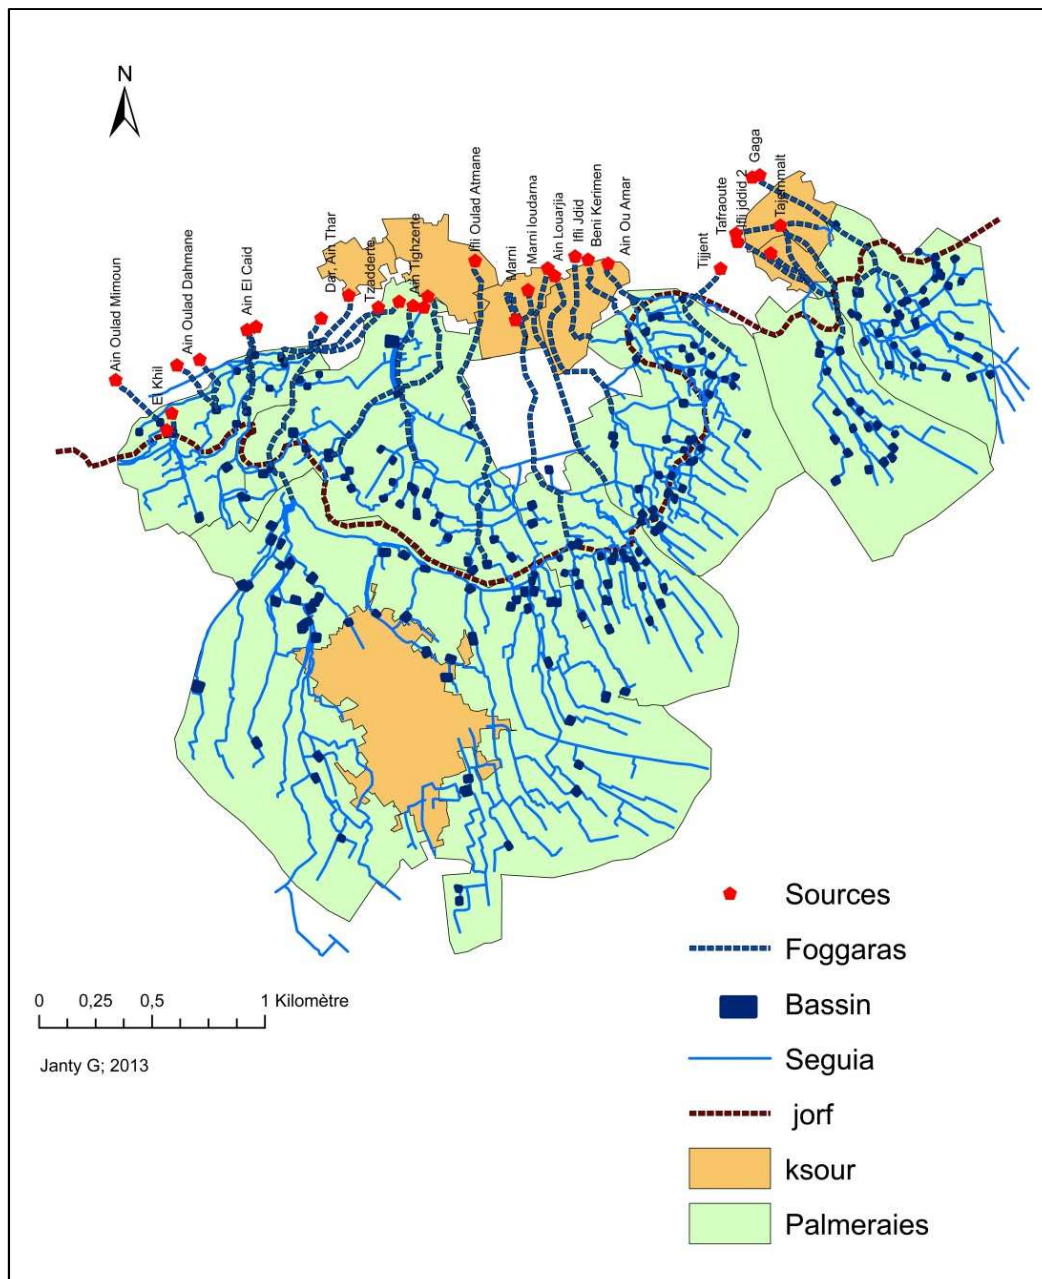 N
Ain Oulad Mimoun
El Khil
Ain Oulad Dahmane
Ain El Caid
Dar, Ain Thar
Tzadderte
Ain Tighzerte
Ifli Oulad Atmane
Marni
Marni loudarna
Ain Louarjia
Ifli Jdid
Beni Kerimen
Ain Ou Amar
Tijjent
Tafraoute
Ifli jddid 2
Gaga
Tajemmalt
Sources
Foggaras
Bassin
Seguia
jorf
ksour
Palmeraies
0 0,25 0,5 1 Kilomètre
Janty G; 2013